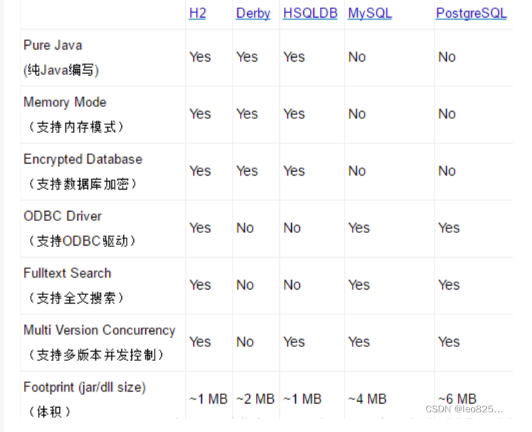 H2 Derby HSQLDB MySQL PostgreSQL
Pure Java
(纯Java编写) Yes Yes Yes No No
Memory Mode
（支持内存模式） Yes Yes Yes No No
Encrypted Database
（支持数据库加密） Yes Yes Yes No No
ODBC Driver
（支持ODBC驱动） Yes No No Yes Yes
Fulltext Search
（支持全文搜索） Yes No No Yes Yes
Multi Version Concurrency
（支持多版本并发控制） Yes No Yes Yes Yes
Footprint (jar/dll size)
（体积） ~1 MB ~2 MB ~1 MB ~4 MB ~6 MB
CSDN @leo825...